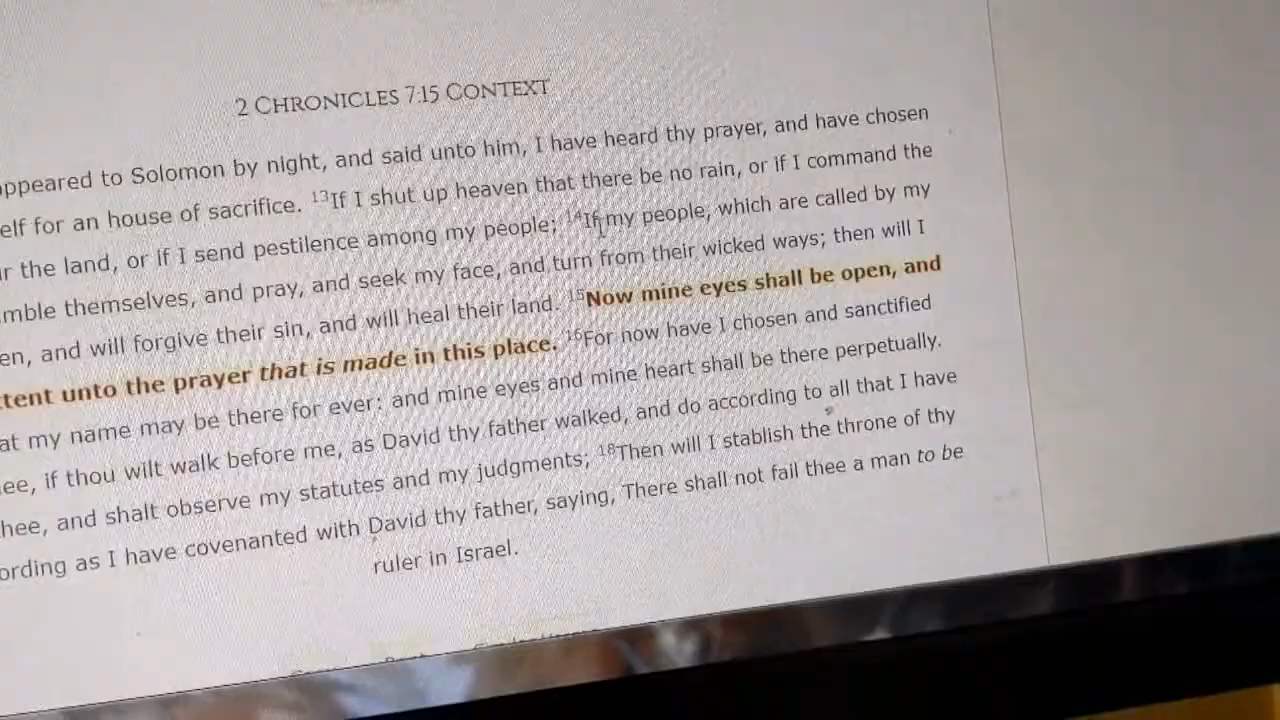 2 CHRONICLES 7:15 CONTEXT
appeared to Solomon by night, and said unto him, I have heard thy prayer, and have chosen
elf for an house of sacrifice. 13If I shut up heaven that there be no rain, or if I command the
r the land, or if I send pestilence among my people; 14If my people, which are called by my
mble themselves, and pray, and seek my face, and turn from their wicked ways; then will I
en, and will forgive their sin, and will heal their land. 15Now mine eyes shall be open, and
tent unto the prayer that is made in this place. 16For now have I chosen and sanctified
at my name may be there for ever: and mine eyes and mine heart shall be there perpetually.
ee, if thou wilt walk before me, as David thy father walked, and do according to all that I have
hee, and shalt observe my statutes and my judgments; 18Then will I stablish the throne of thy
ording as I have covenanted with David thy father, saying, There shall not fail thee a man to be
ruler in Israel.